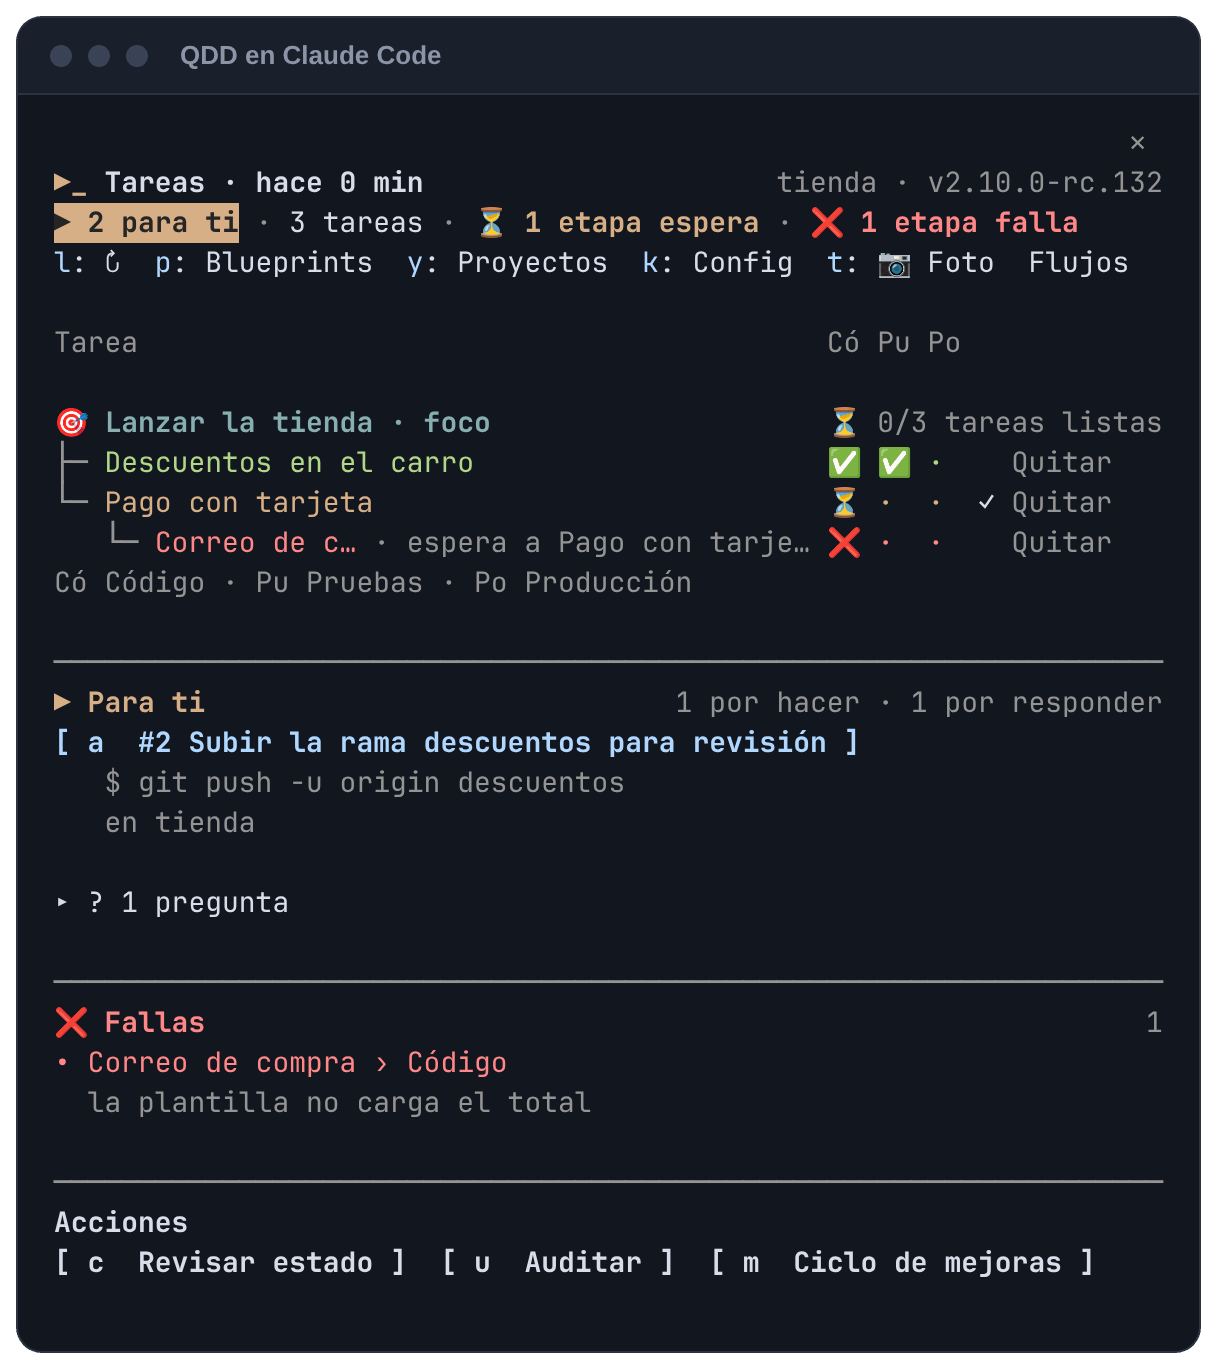 QDD en Claude Code
×
▶_ Tareas · hace 0 min tienda · v2.10.0-rc.132
▶ 2 para ti · 3 tareas · ⏳ 1 etapa espera · ❌ 1 etapa falla
l: ↻ p: Blueprints y: Proyectos k: Config t: 📷 Foto Flujos
Tarea Có Pu Po
🎯 Lanzar la tienda · foco ⏳ 0/3 tareas listas
├─ Descuentos en el carro ✅ ✅ · Quitar
└─ Pago con tarjeta ⏳ · · ✓ Quitar
└─ Correo de c… · espera a Pago con tarje… ❌ · · Quitar
Có Código · Pu Pruebas · Po Producción
▶ Para ti 1 por hacer · 1 por responder
[ a #2 Subir la rama descuentos para revisión ]
$ git push -u origin descuentos
en tienda
▸ ? 1 pregunta
❌ Fallas 1
• Correo de compra › Código
la plantilla no carga el total
Acciones
[ c Revisar estado ] [ u Auditar ] [ m Ciclo de mejoras ]